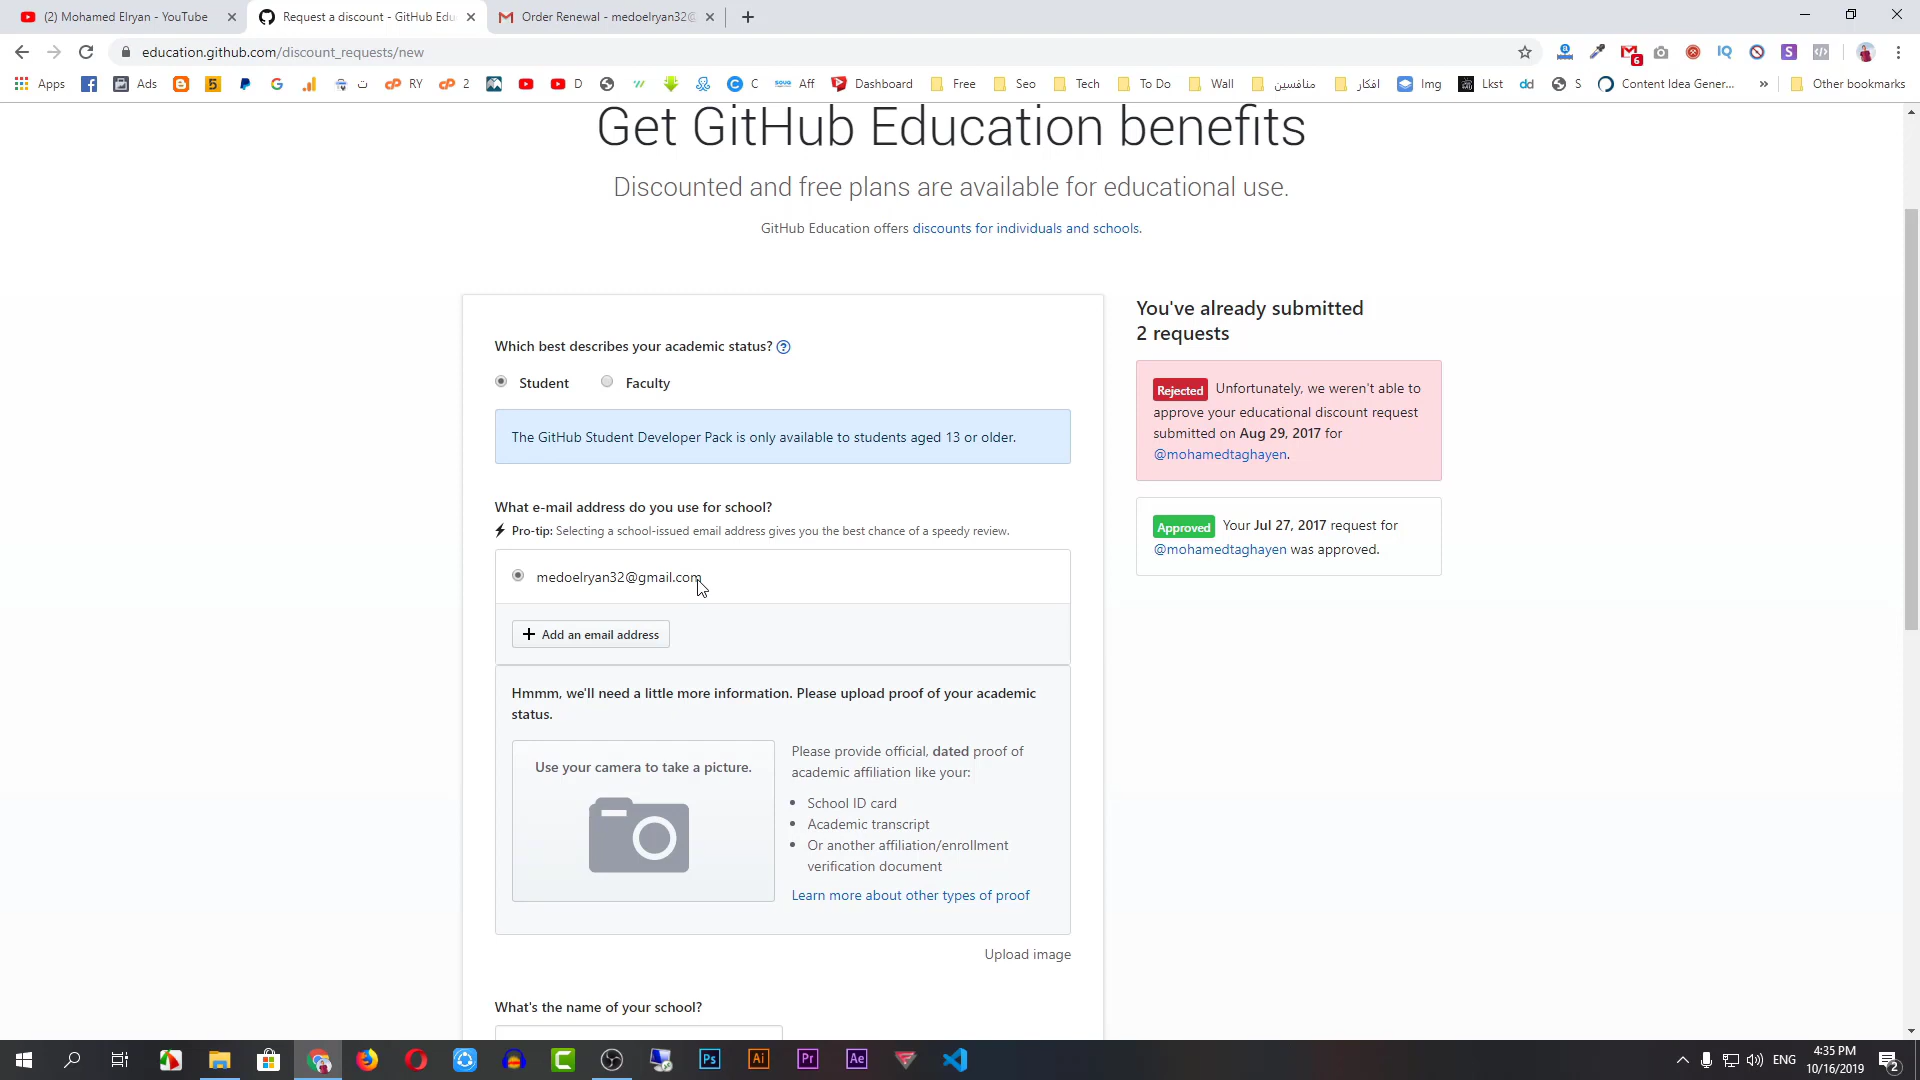 (2) Mohamed Elryan - YouTube
Request a discount - GitHub Edu
Order Renewal - medoelryan32@
education.github.com/discount_requests/new
6
Apps
Ads
5
ت
RY
2
D
C
Aff
Dashboard
Free
Seo
Tech
To Do
Wall
منافسين
افكار
Img
Lkst
dd
S
Content Idea Gener...
»
Other bookmarks
Get GitHub Education benefits
Discounted and free plans are available for educational use.
GitHub Education offers discounts for individuals and schools.
Which best describes your academic status?
Student
Faculty
The GitHub Student Developer Pack is only available to students aged 13 or older.
What e-mail address do you use for school?
Pro-tip: Selecting a school-issued email address gives you the best chance of a speedy review.
medoelryan32@gmail.com
Add an email address
Hmmm, we'll need a little more information. Please upload proof of your academic
status.
Use your camera to take a picture.
Please provide official, dated proof of
academic affiliation like your:
• School ID card
• Academic transcript
• Or another affiliation/enrollment
verification document
Learn more about other types of proof
Upload image
What's the name of your school?
You've already submitted
2 requests
Rejected Unfortunately, we weren't able to
approve your educational discount request
submitted on Aug 29, 2017 for
@mohamedtaghayen.
Approved Your Jul 27, 2017 request for
@mohamedtaghayen was approved.
Ps
Ai
Pr
Ae
ENG
4:35 PM
10/16/2019
2